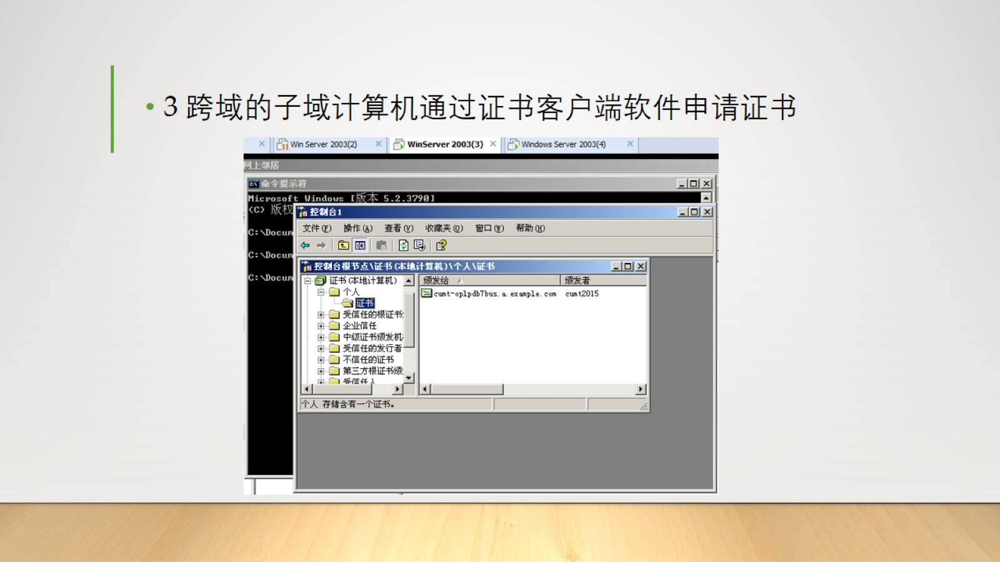 • 3 跨域的子域计算机通过证书客户端软件申请证书
Win Server 2003(2)
WinServer 2003(3)
Windows Server 2003(4)
网上邻居
命令提示符
Microsoft Windows [版本 5.2.3790]
(C) 版权
控制台1
文件(F) 操作(A) 查看(V) 收藏夹(O) 窗口(W) 帮助(H)
C:\Docum
C:\Docum
C:\Docum
控制台根节点\证书(本地计算机)\个人\证书
证书(本地计算机)
个人
证书
受信任的根证书
企业信任
中级证书颁发机
受信任的发行者
不信任的证书
第三方根证书颁
受信任人
颁发给 颁发者
cumt-oplpdb7bus.a.example.com cumt2015
个人 存储含有一个证书。